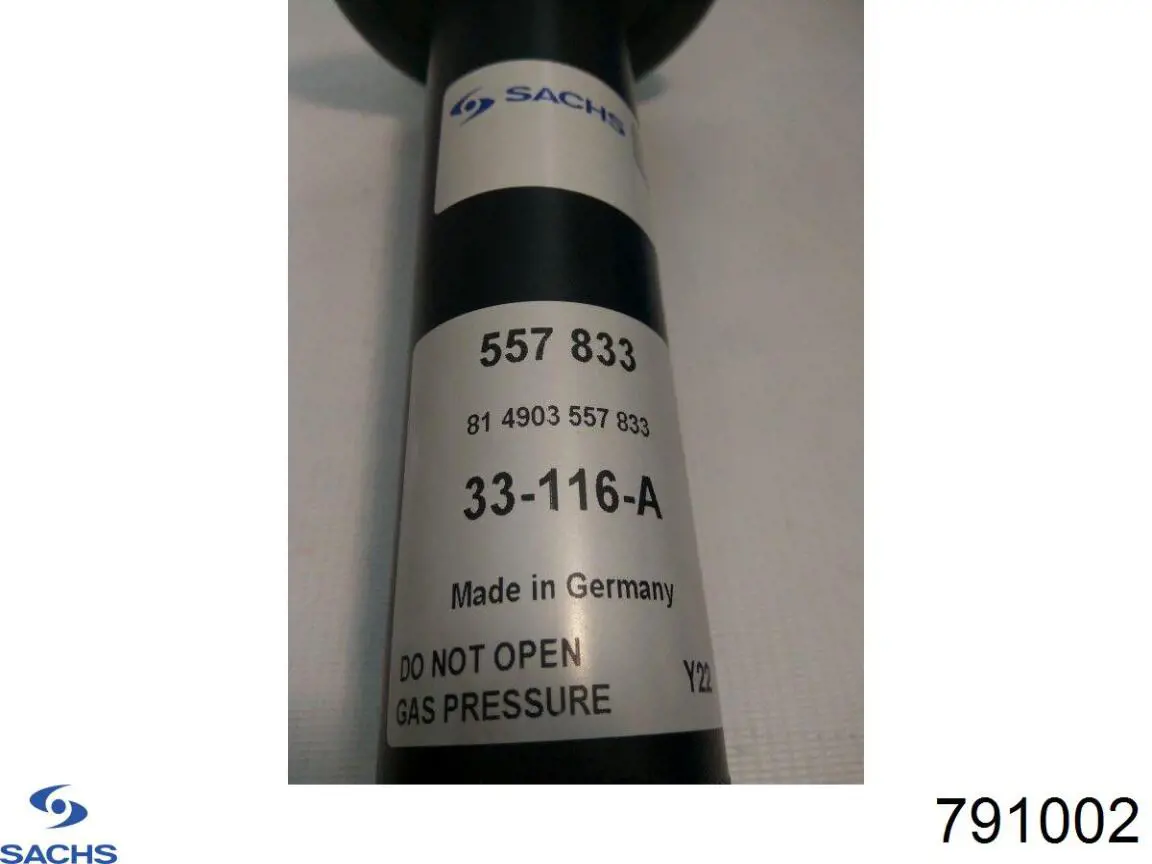 SACHS
557 833
81 4903 557 833
33-116-A
Made in Germany
DO NOT OPEN
GAS PRESSURE
Y22
SACHS
791002